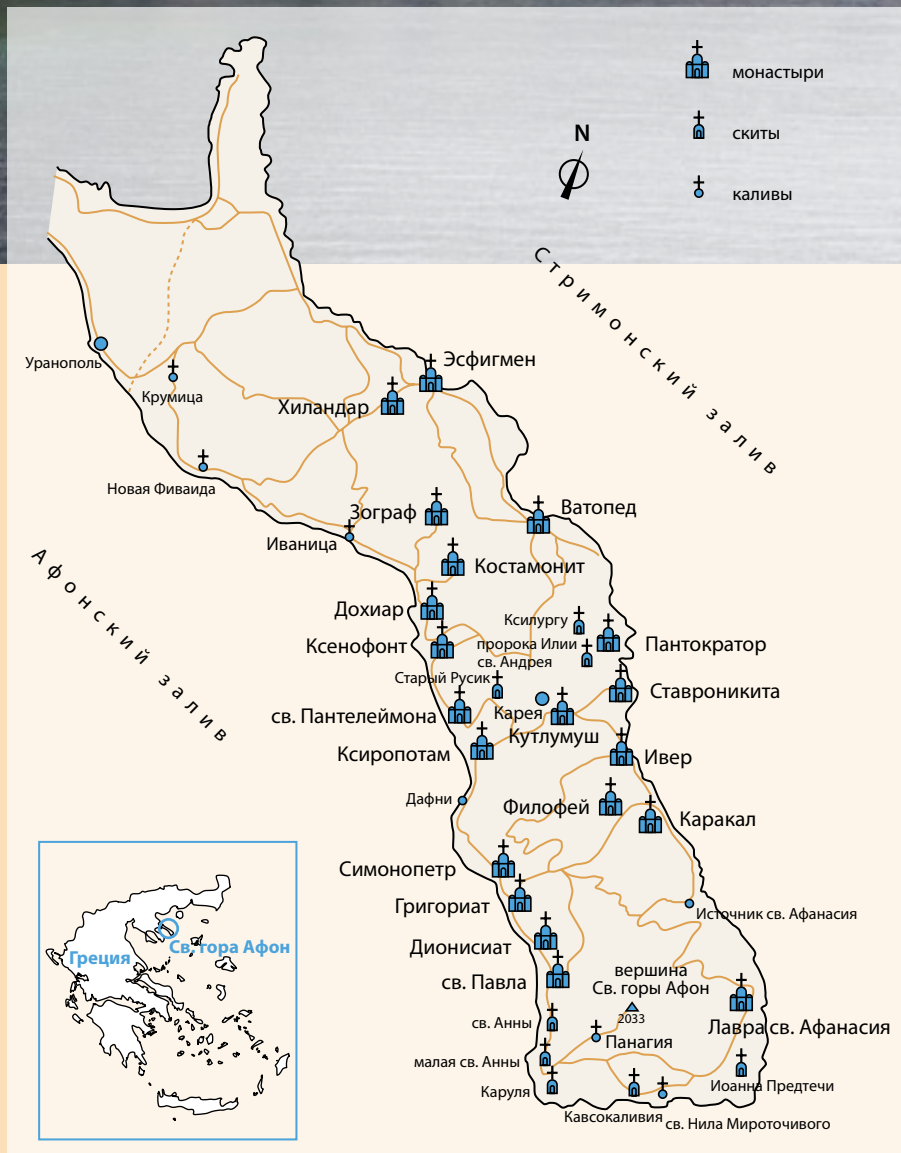 монастыри
N
скиты
каливы
Стримонский залив
Эсфигмен
Уранополь
Крумица
Хиландар
Новая Фиваида
Зограф
Ватопед
Иваница
Афонский залив
Костамонит
Дохиар
Ксилургу
Ксенофонт
пророка Илии
Пантократор
св. Андрея
Старый Русик
Ставроникита
св. Пантелеймона
Карея
Кутлумуш
Ксиропотам
Ивер
Дафни
Филофей
Каракал
Симонопетр
Григориат
Источник св. Афанасия
Дионисиат
Св. гора Афон
Греция
вершина
Св. горы Афон
св. Павла
2033
св. Анны
Лавра св. Афанасия
Панагия
малая св. Анны
Каруля
Иоанна Предтечи
Кавсокаливия
св. Нила Мироточивого